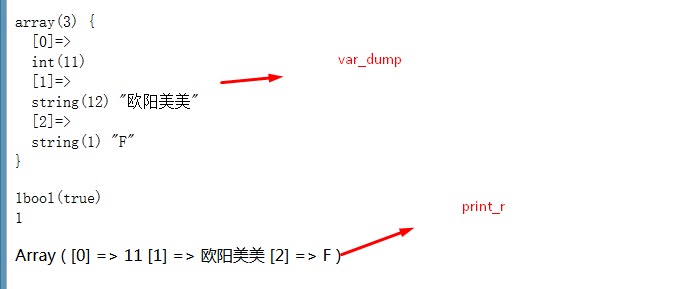 array(3) {
[0]=>
int(11)
var_dump
[1]=>
string(12) "欧阳美美"
[2]=>
string(1) "F"
}
1bool(true)
1
print_r
Array ( [0] => 11 [1] => 欧阳美美 [2] => F )